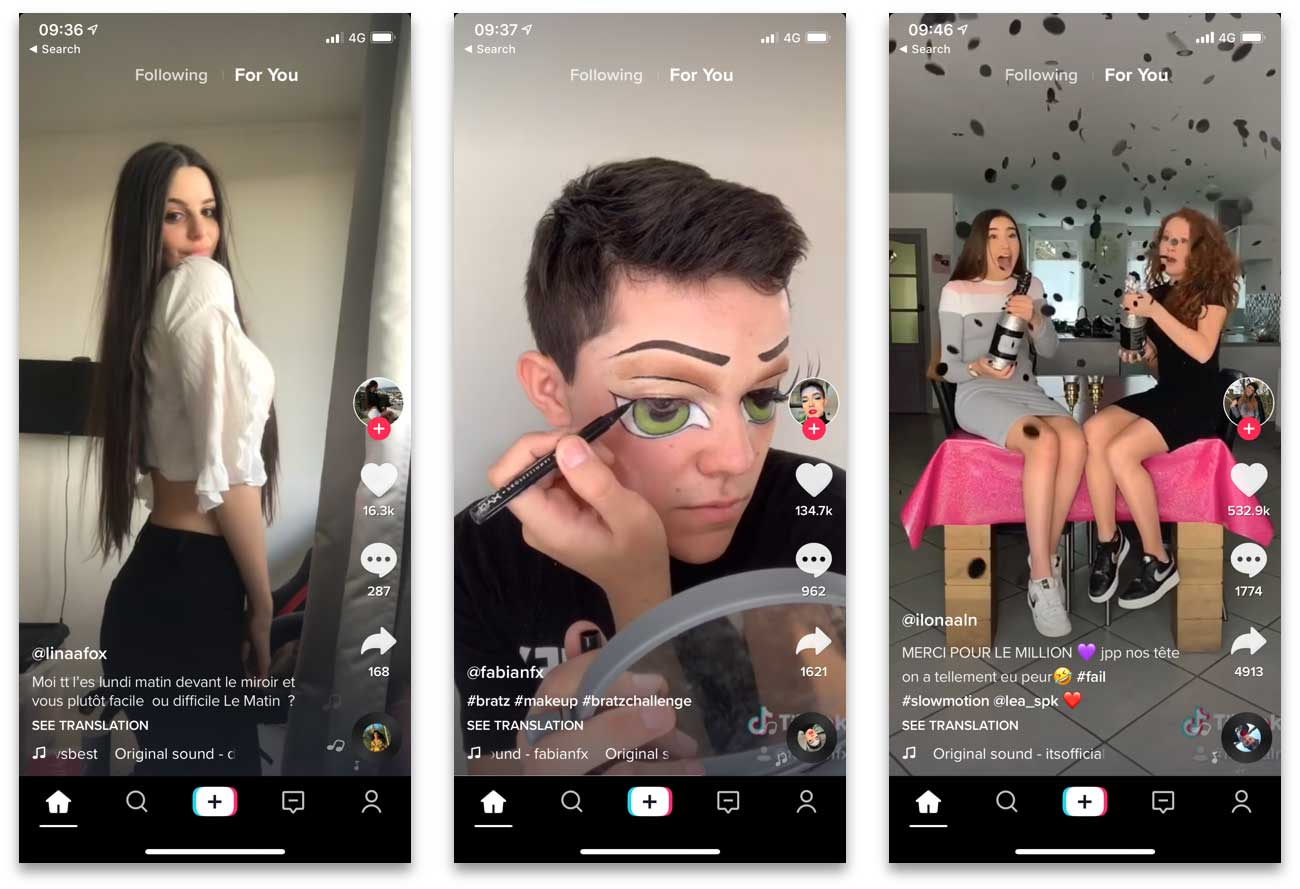 09:36
4G
Search
Following
For You
16.3k
287
168
@linaafox
Moi tt l'es lundi matin devant le miroir et
vous plutôt facile ou difficile Le Matin ?
SEE TRANSLATION
Original sound -
09:37
4G
Search
Following
For You
134.7k
962
1621
@fabianfx
#bratz #makeup #bratzchallenge
SEE TRANSLATION
- fabianfx Original
09:46
4G
Search
Following
For You
532.9k
1774
4913
@ilonaaln
MERCI POUR LE MILLION 💜 jpp nos tête
on a tellement eu peur🤣 #fail
#slowmotion @lea_spk ❤️
SEE TRANSLATION
Original sound - itsofficia